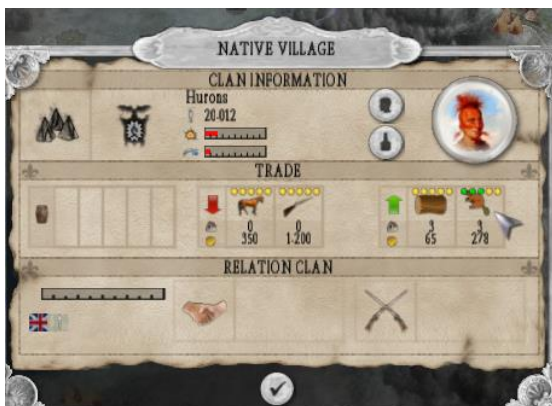 NATIVE VILLAGE
CLAN INFORMATION
Hurons
20-012
TRADE
0 0 3 3
350 1.200 65 278
RELATION CLAN